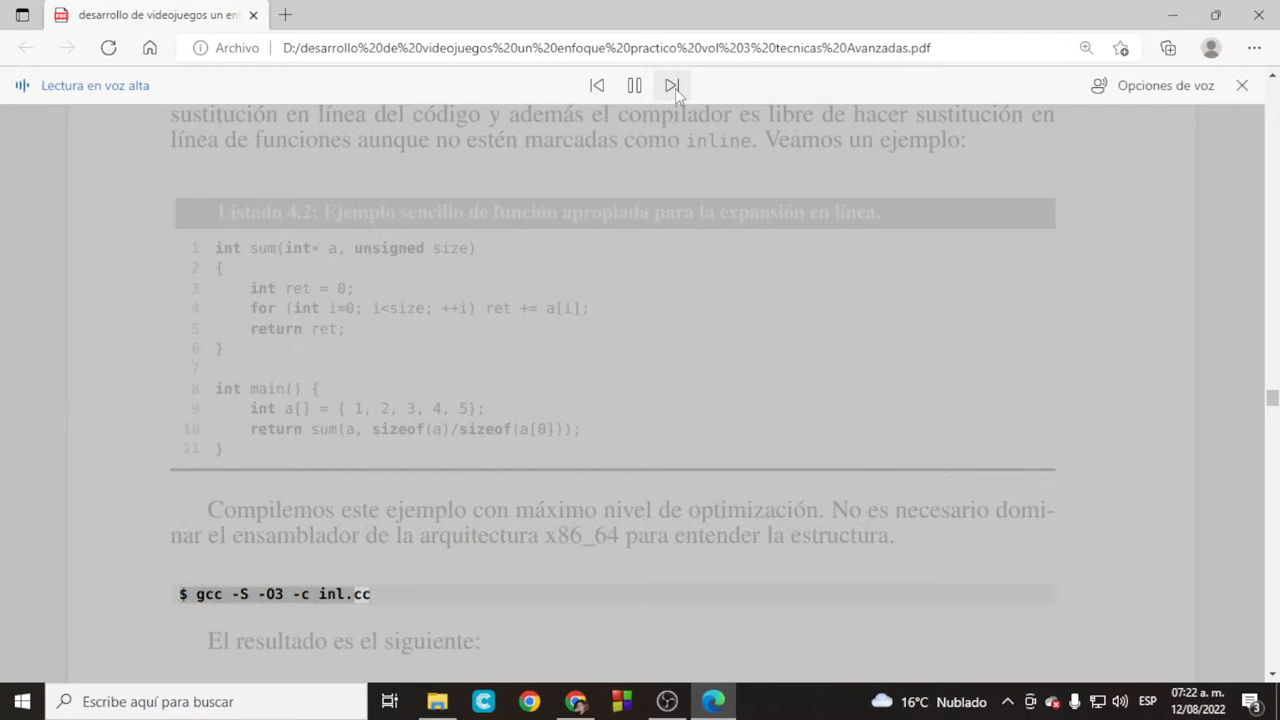 desarrollo de videojuegos un enf
Archivo
D:/desarrollo%20de%20videojuegos%20un%20enfoque%20practico%20vol%203%20tecnicas%20Avanzadas.pdf
Lectura en voz alta
Opciones de voz
sustitución en línea del código y además el compilador es libre de hacer sustitución en
línea de funciones aunque no estén marcadas como inline. Veamos un ejemplo:
Listado 4.2: Ejemplo sencillo de función apropiada para la expansión en línea.
1 int sum(int* a, unsigned size)
2 {
3 int ret = 0;
4 for (int i=0; i<size; ++i) ret += a[i];
5 return ret;
6 }
7
8 int main() {
9 int a[] = { 1, 2, 3, 4, 5};
10 return sum(a, sizeof(a)/sizeof(a[0]));
11 }
Compilemos este ejemplo con máximo nivel de optimización. No es necesario domi-
nar el ensamblador de la arquitectura x86_64 para entender la estructura.
$ gcc -S -O3 -c inl.cc
El resultado es el siguiente:
Escribe aquí para buscar
16°C Nublado
ESP
07:22 a. m.
12/08/2022
3